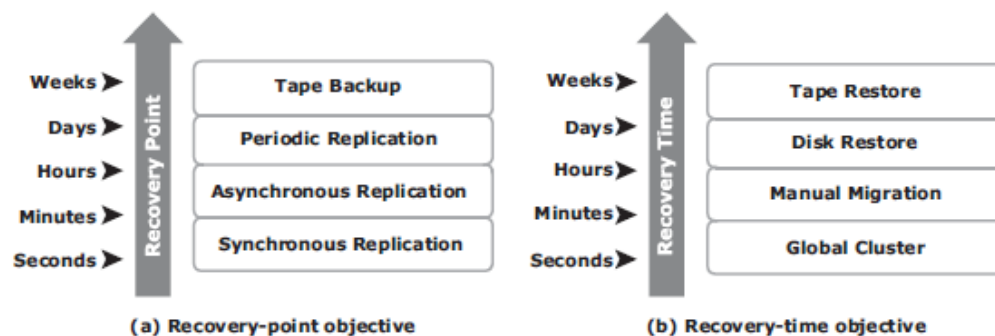 Weeks
Days
Hours
Minutes
Seconds
Recovery Point
Tape Backup
Periodic Replication
Asynchronous Replication
Synchronous Replication
(a) Recovery-point objective
Weeks
Days
Hours
Minutes
Seconds
Recovery Time
Tape Restore
Disk Restore
Manual Migration
Global Cluster
(b) Recovery-time objective